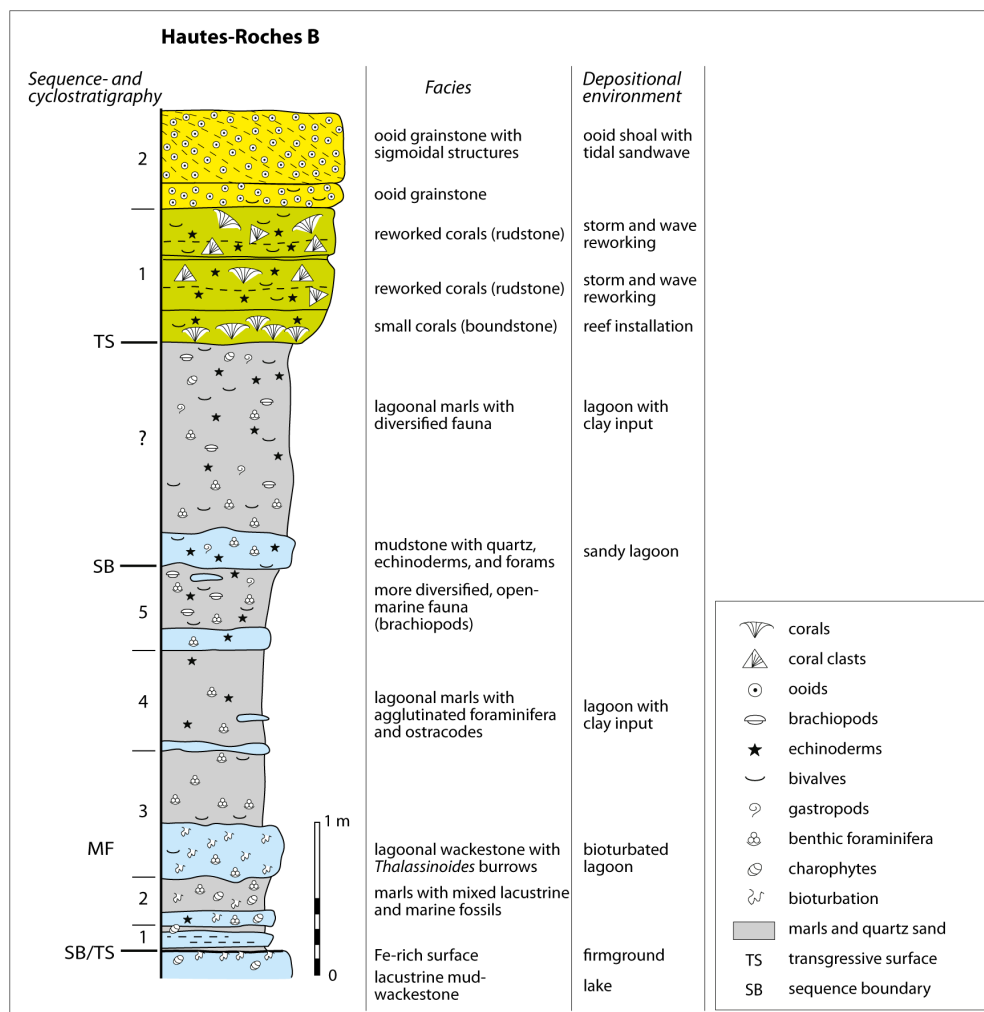 Hautes-Roches B
Sequence- and
cyclostratigraphy
Facies
Depositional
environment
2
ooid grainstone with
sigmoidal structures
ooid shoal with
tidal sandwave
ooid grainstone
reworked corals (rudstone)
storm and wave
reworking
1
reworked corals (rudstone)
storm and wave
reworking
small corals (boundstone)
reef installation
TS
lagoonal marls with
diversified fauna
lagoon with
clay input
?
mudstone with quartz,
echinoderms, and forams
sandy lagoon
SB
more diversified, open-
marine fauna
(brachiopods)
5
4
lagoonal marls with
agglutinated foraminifera
and ostracodes
lagoon with
clay input
3
1 m
MF
lagoonal wackestone with
Thalassinoides burrows
bioturbated
lagoon
2
marls with mixed lacustrine
and marine fossils
1
SB/TS
Fe-rich surface
firmground
0
lacustrine mud-
wackestone
lake
corals
coral clasts
ooids
brachiopods
echinoderms
bivalves
gastropods
benthic foraminifera
charophytes
bioturbation
marls and quartz sand
TS transgressive surface
SB sequence boundary